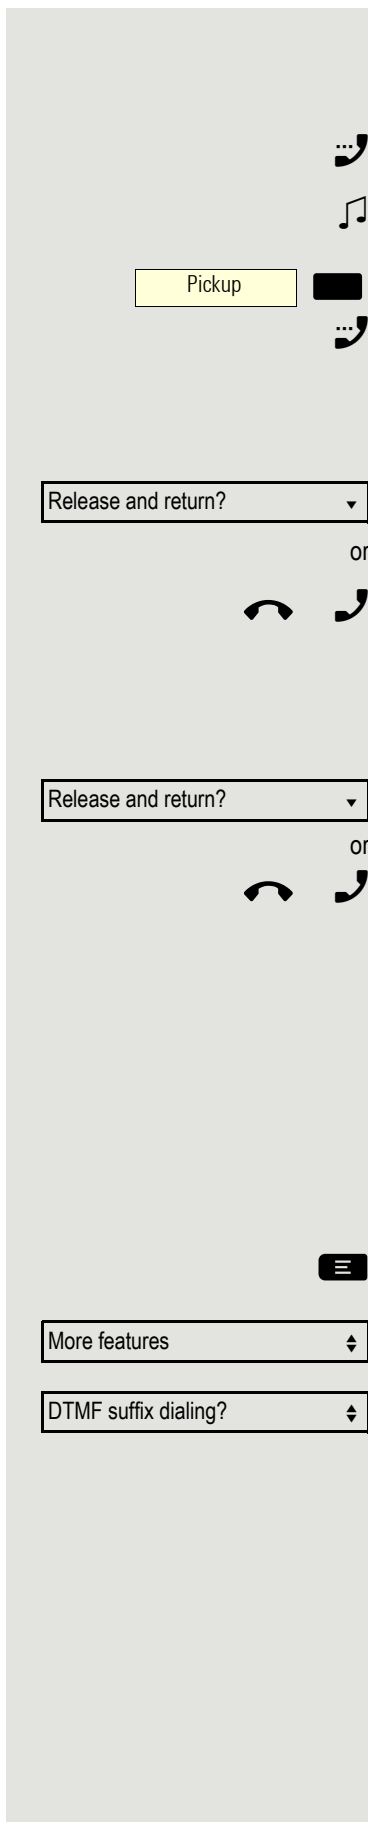 Pickup
Release and return?
or
Release and return?
or
More features
DTMF suffix dialing?